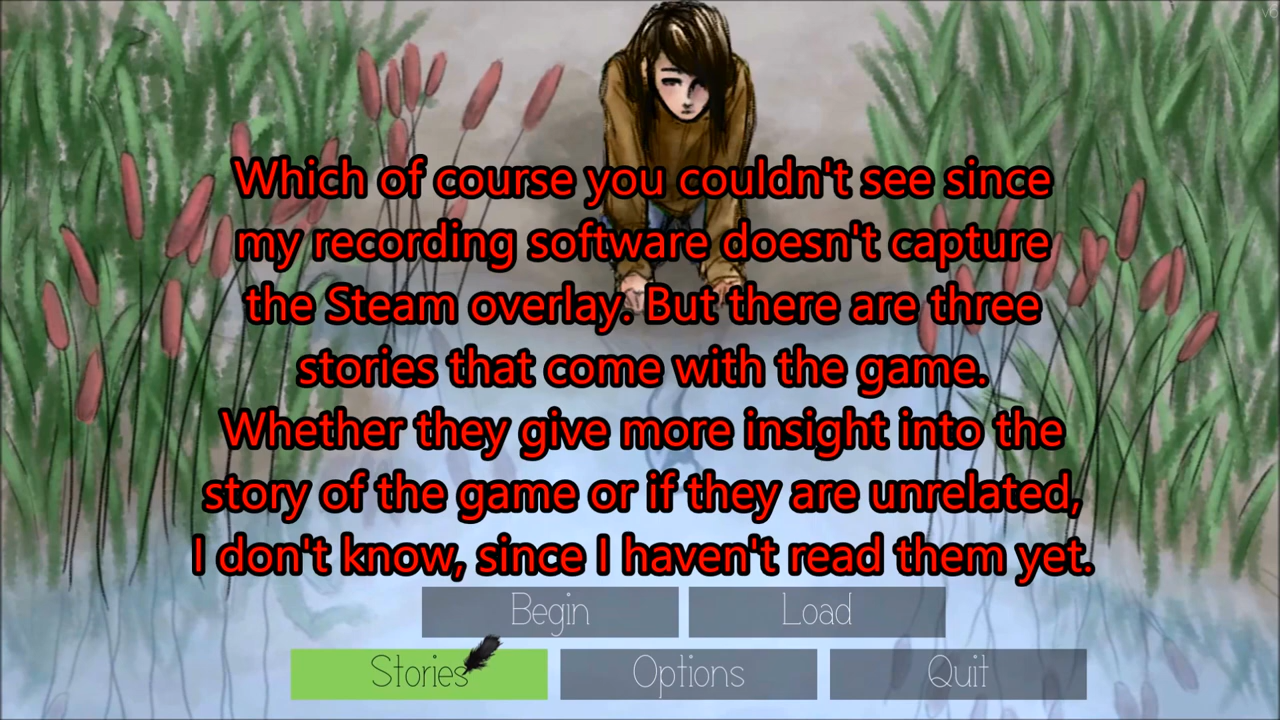 v6
Which of course you couldn't see since
my recording software doesn't capture
the Steam overlay. But there are three
stories that come with the game.
Whether they give more insight into the
story of the game or if they are unrelated,
I don't know, since I haven't read them yet.
Begin
Load
Stories
Options
Quit